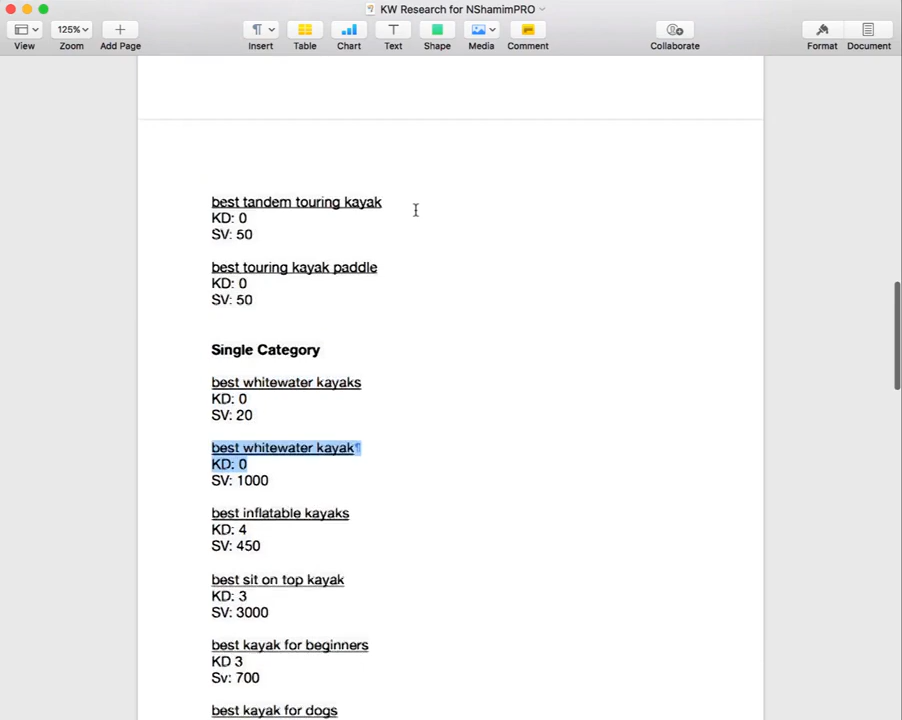 KW Research for NShamimPRO
View
125%
Zoom
Add Page
Insert
Table
Chart
Text
Shape
Media
Comment
Collaborate
Format
Document
best tandem touring kayak
KD: 0
SV: 50
best touring kayak paddle
KD: 0
SV: 50
Single Category
best whitewater kayaks
KD: 0
SV: 20
best whitewater kayak¶
KD: 0
SV: 1000
best inflatable kayaks
KD: 4
SV: 450
best sit on top kayak
KD: 3
SV: 3000
best kayak for beginners
KD 3
Sv: 700
best kayak for dogs